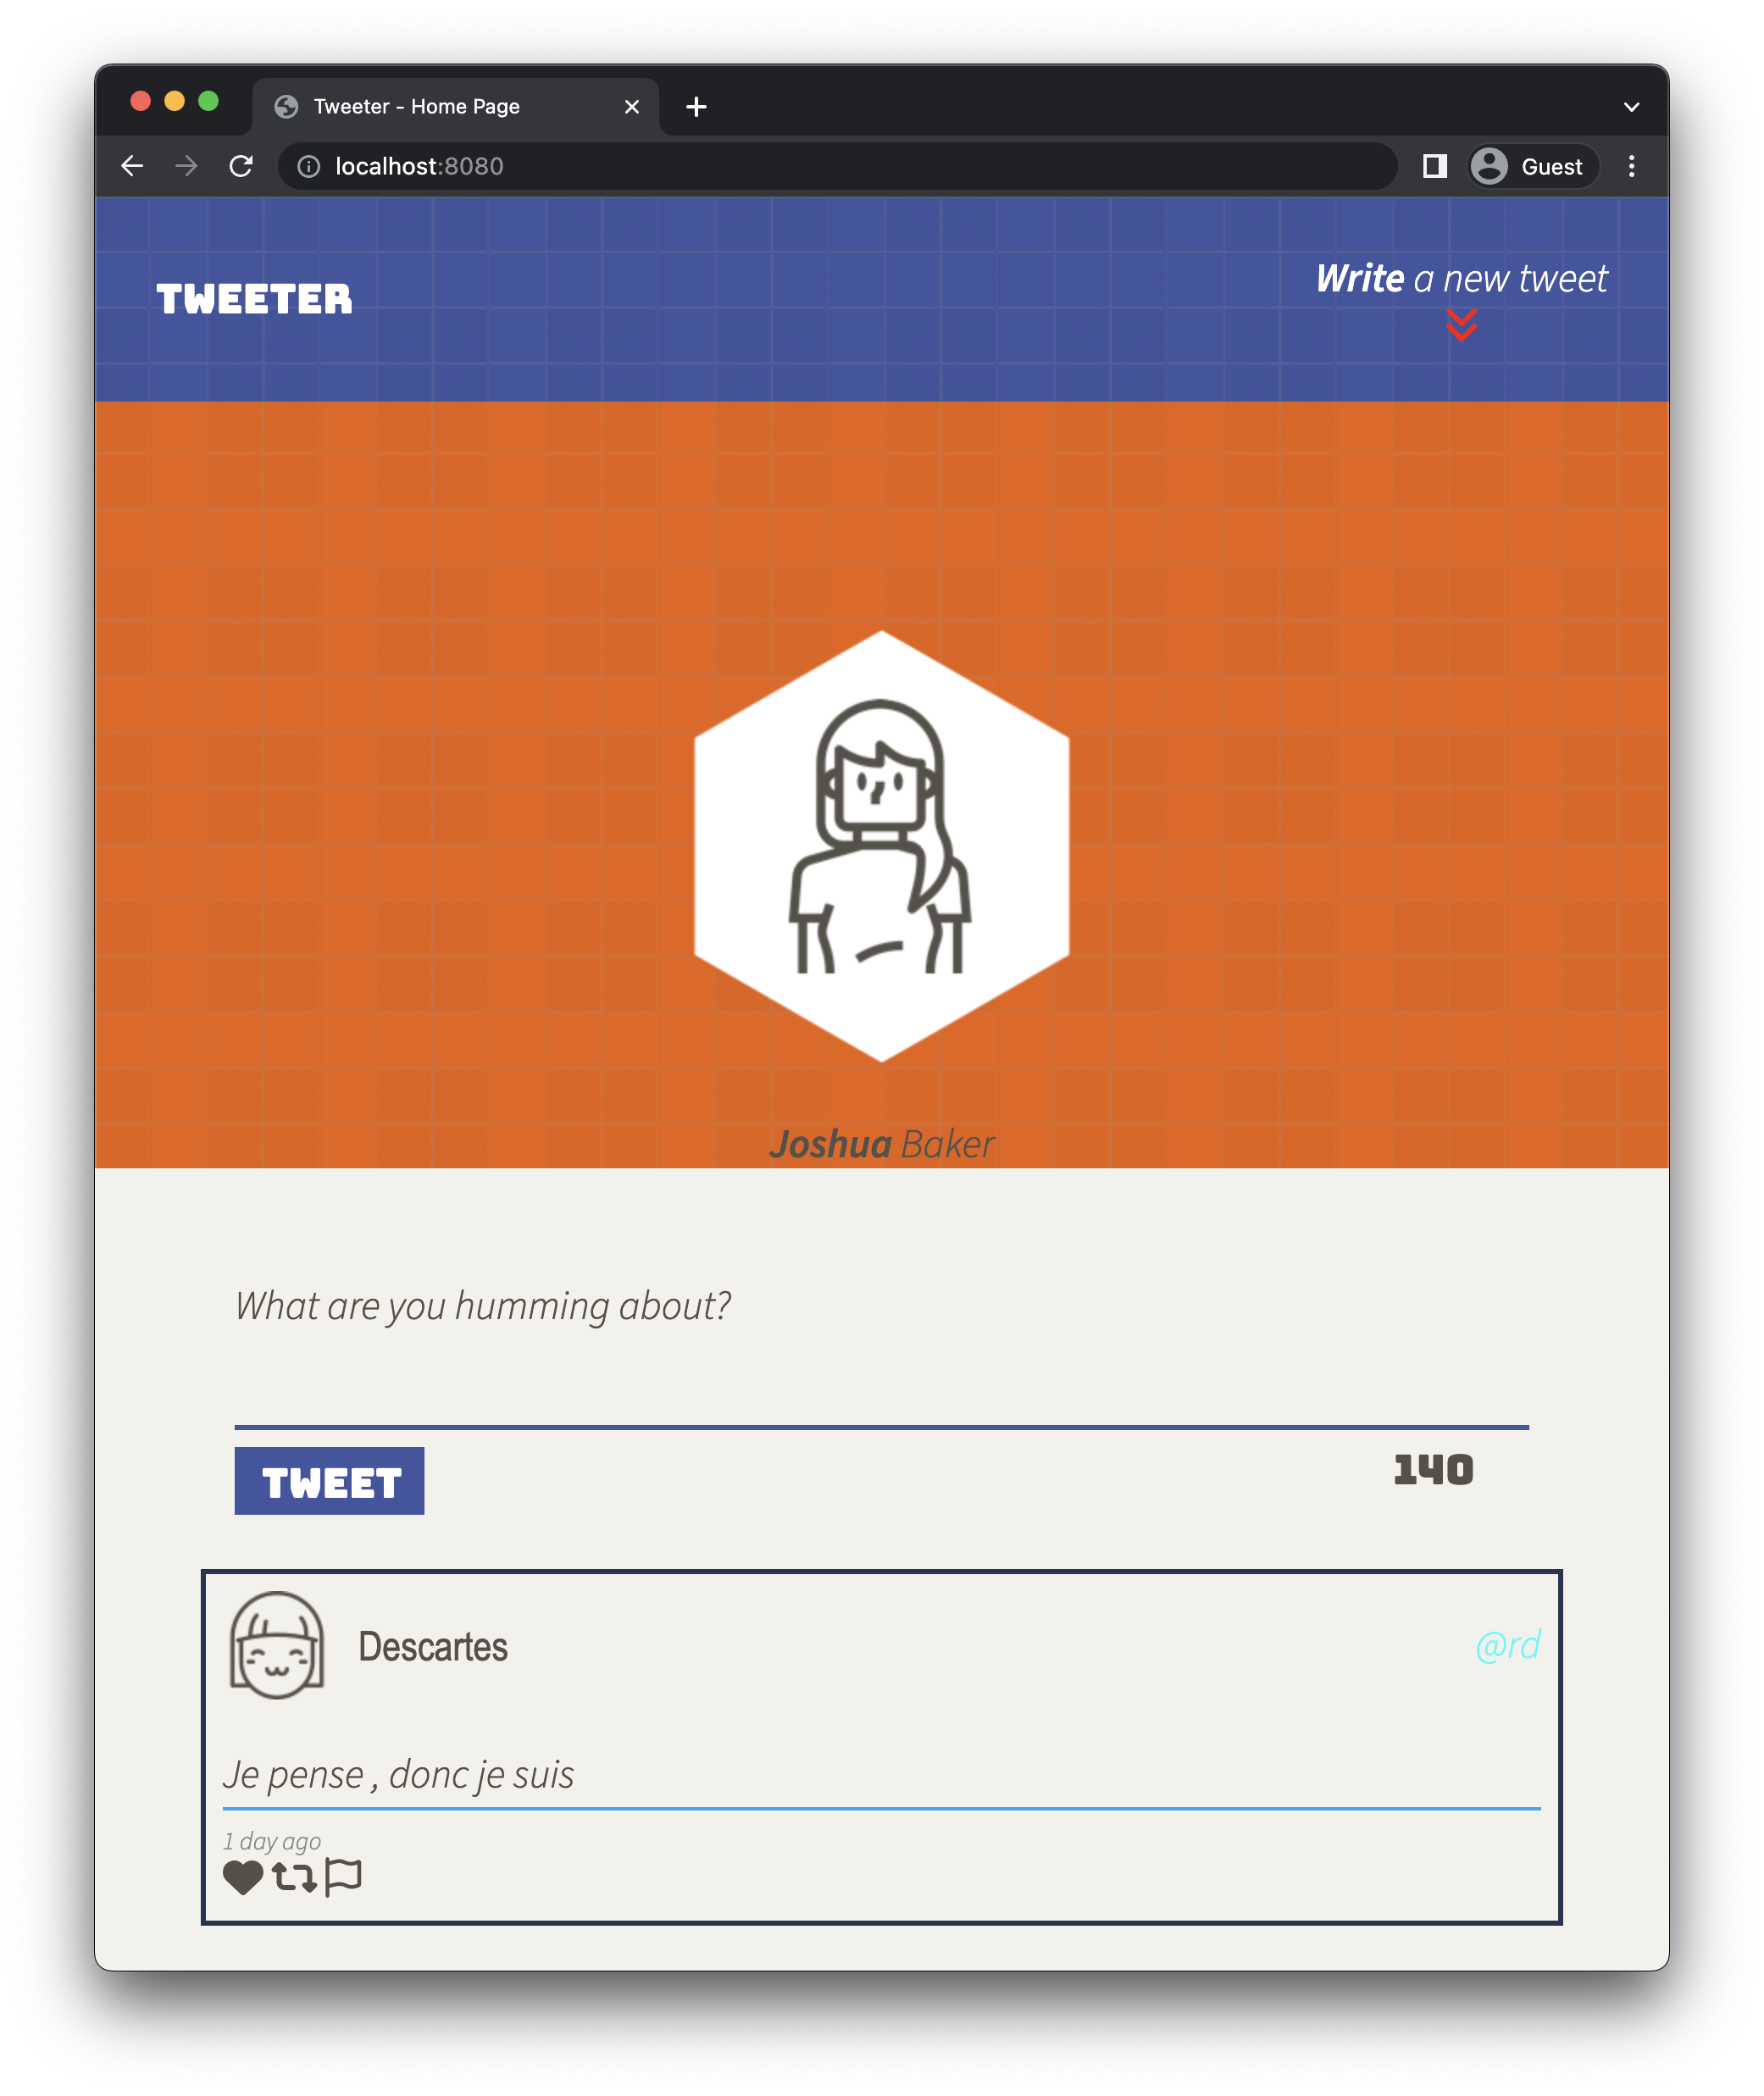 Tweeter - Home Page
localhost:8080
Guest
TWEETER
Write a new tweet
Joshua Baker
What are you humming about?
TWEET
140
Descartes
@rd
Je pense , donc je suis
1 day ago